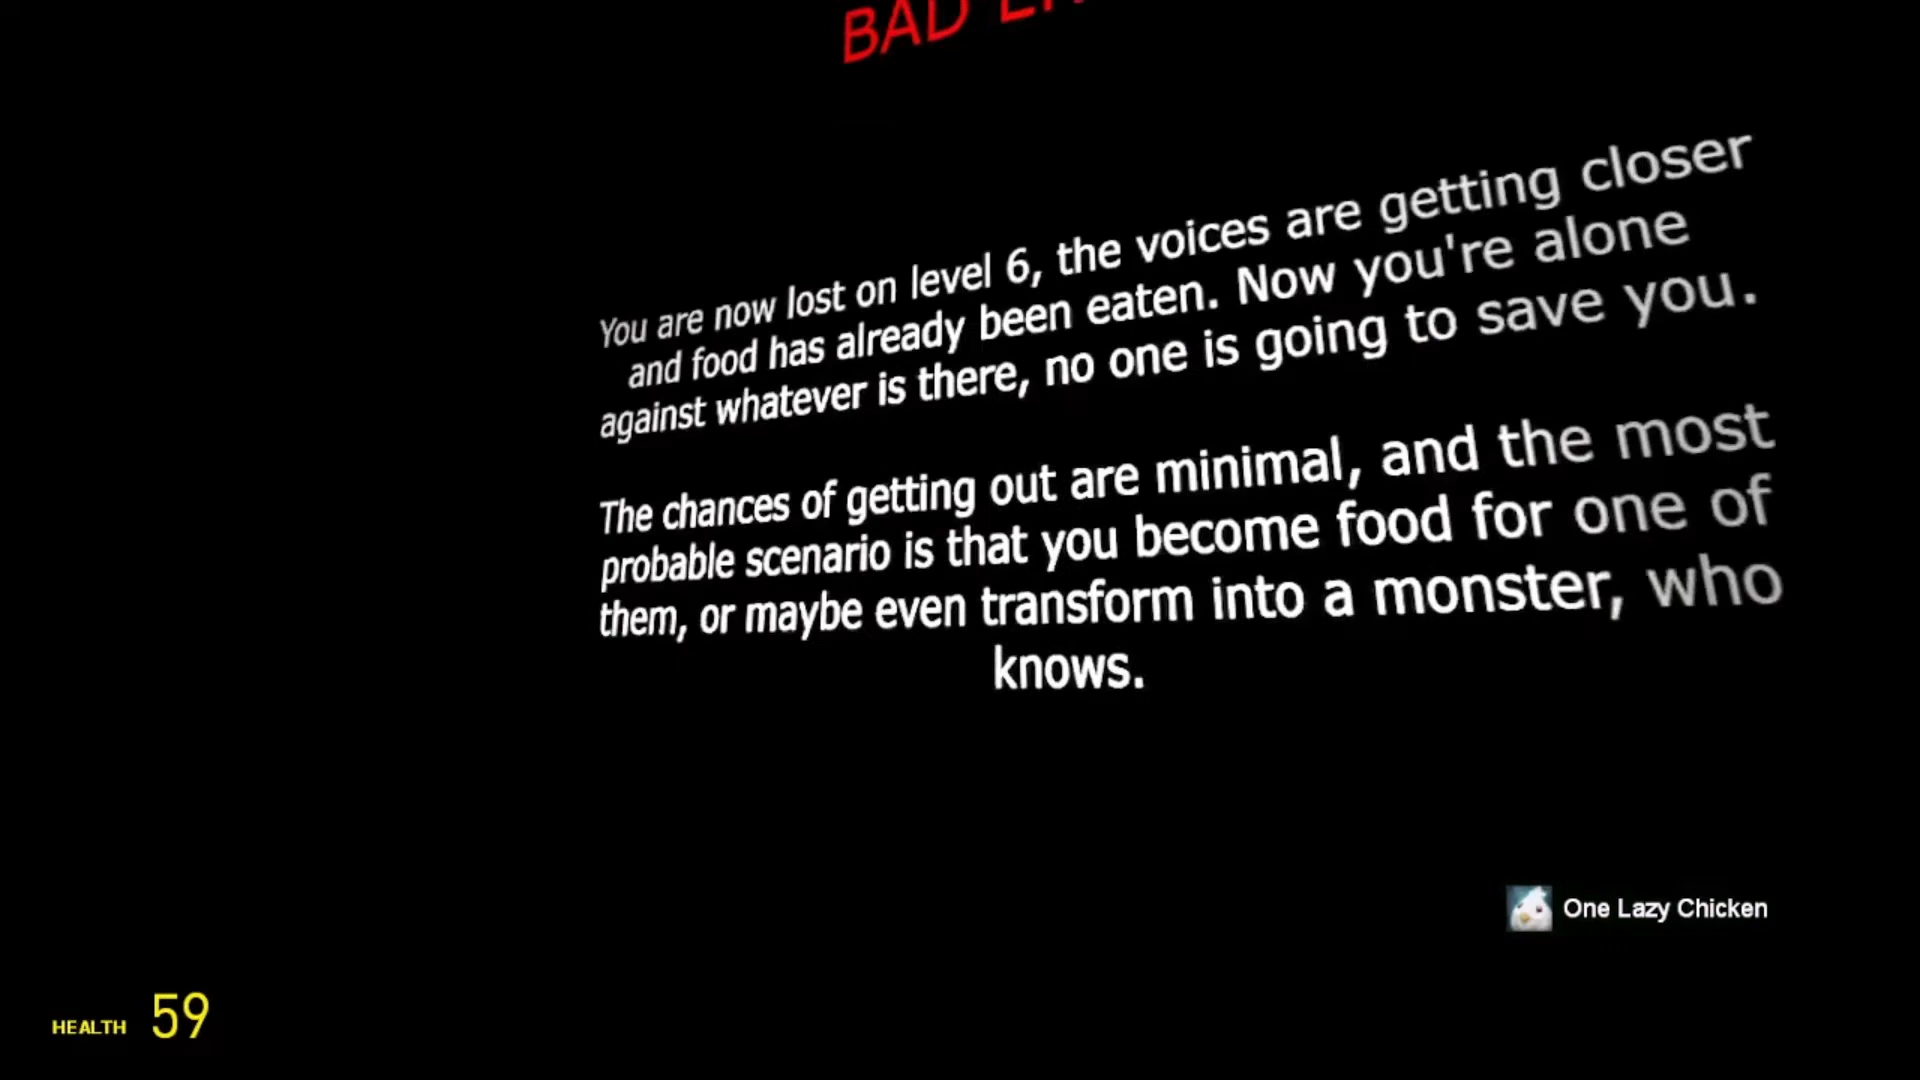 BAD
You are now lost on level 6, the voices are getting closer
and food has already been eaten. Now you're alone
against whatever is there, no one is going to save you.
The chances of getting out are minimal, and the most
probable scenario is that you become food for one of
them, or maybe even transform into a monster, who
knows.
One Lazy Chicken
HEALTH 59